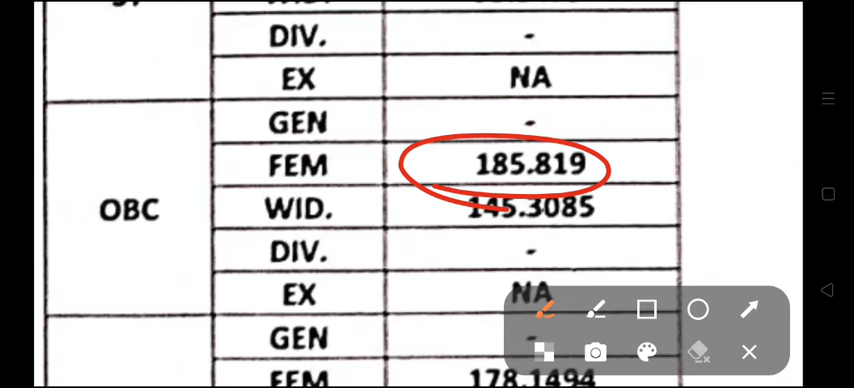 DIV. -
EX NA
GEN -
FEM 185.819
OBC WID. 145.3085
DIV. -
EX NA
GEN -
FEM 178.1494